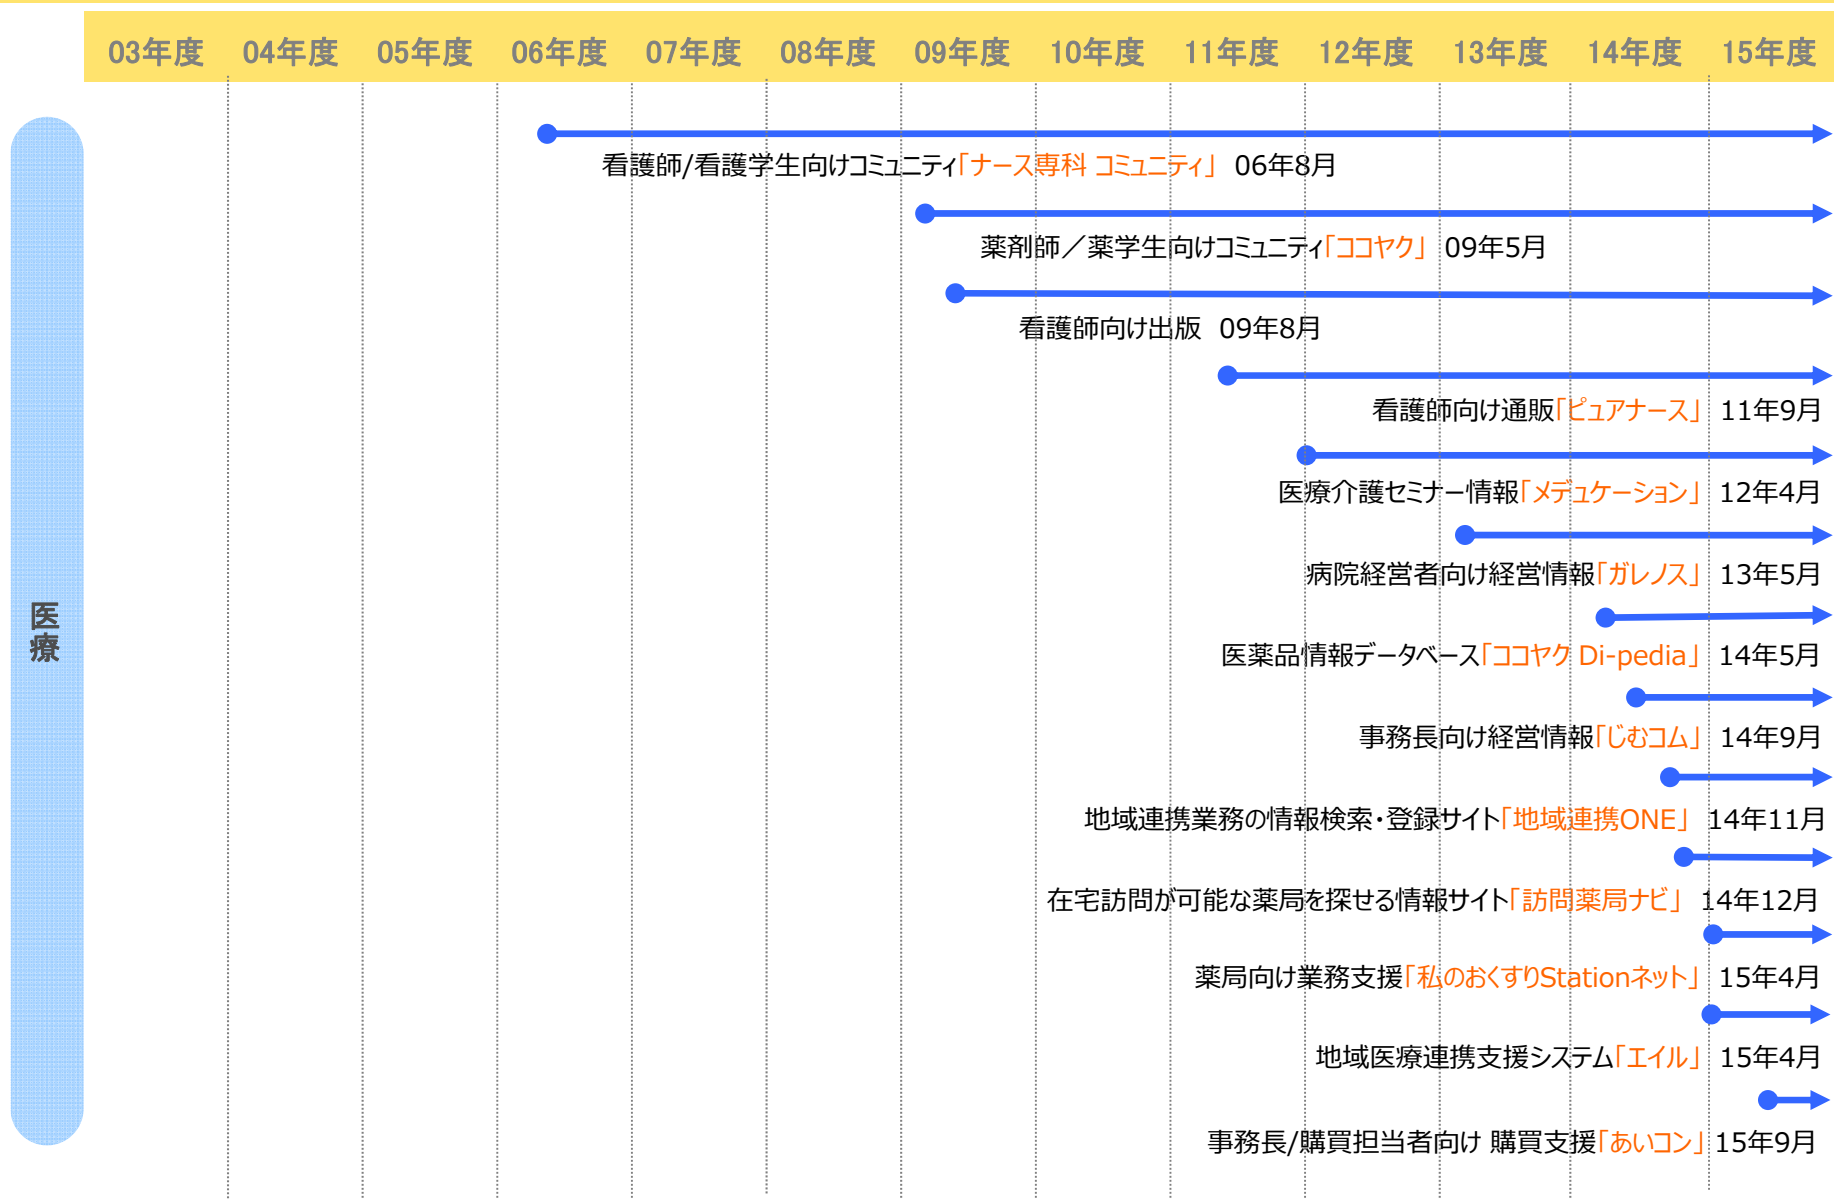 03年度 04年度 05年度 06年度 07年度 08年度 09年度 10年度 11年度 12年度 13年度 14年度 15年度
看護師/看護学生向けコミュニティ「ナース専科 コミュニティ」 06年8月
薬剤師／薬学生向けコミュニティ「ココヤク」 09年5月
看護師向け出版 09年8月
看護師向け通販「ピュアナース」 11年9月
医療介護セミナー情報「メデュケーション」 12年4月
病院経営者向け経営情報「ガレノス」 13年5月
医療
医薬品情報データベース「ココヤク Di-pedia」 14年5月
事務長向け経営情報「じむコム」 14年9月
地域連携業務の情報検索・登録サイト「地域連携ONE」 14年11月
在宅訪問が可能な薬局を探せる情報サイト「訪問薬局ナビ」 14年12月
薬局向け業務支援「私のおくすりStationネット」 15年4月
地域医療連携支援システム「エイル」 15年4月
事務長/購買担当者向け 購買支援「あいコン」 15年9月